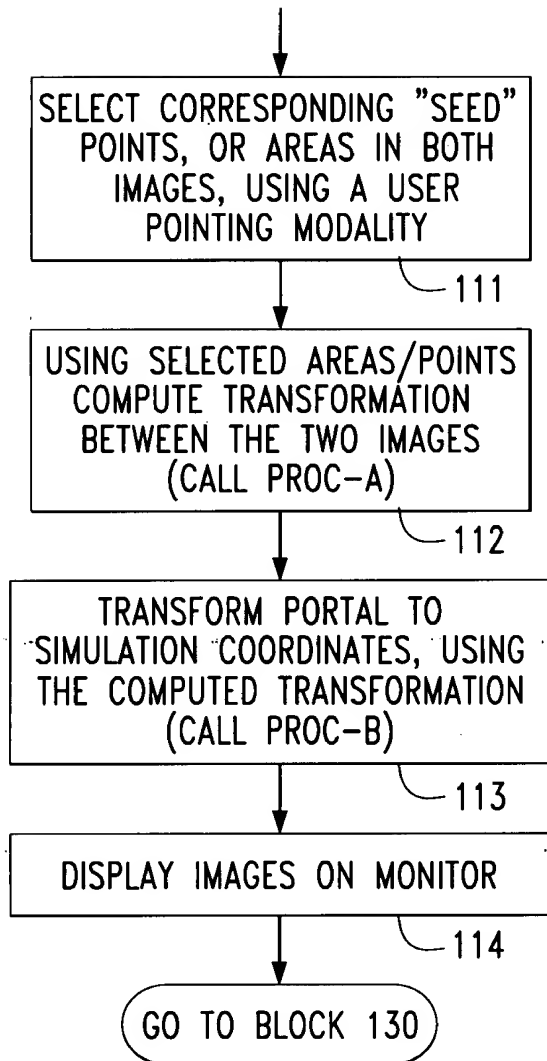 SELECT CORRESPONDING "SEED"
POINTS, OR AREAS IN BOTH
IMAGES, USING A USER
POINTING MODALITY
111
USING SELECTED AREAS/POINTS
COMPUTE TRANSFORMATION
BETWEEN THE TWO IMAGES
(CALL PROC-A)
112
TRANSFORM PORTAL TO
SIMULATION COORDINATES, USING
THE COMPUTED TRANSFORMATION
(CALL PROC-B)
113
DISPLAY IMAGES ON MONITOR
114
GO TO BLOCK 130